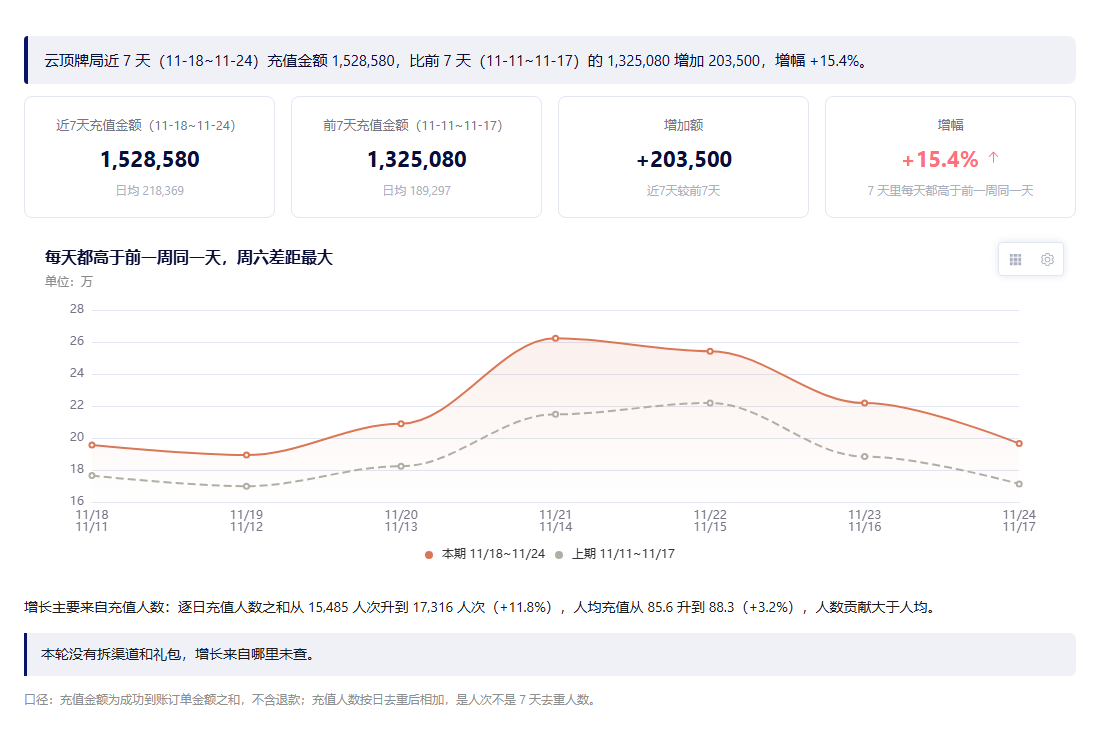 云顶牌局近 7 天（11-18~11-24）充值金额 1,528,580，比前 7 天（11-11~11-17）的 1,325,080 增加 203,500，增幅 +15.4%。
近7天充值金额（11-18~11-24）
1,528,580
日均 218,369
前7天充值金额（11-11~11-17）
1,325,080
日均 189,297
增加额
+203,500
近7天较前7天
增幅
+15.4% ↑
7 天里每天都高于前一周同一天
每天都高于前一周同一天，周六差距最大
单位：万
28
26
24
22
20
18
16
11/18 11/19 11/20 11/21 11/22 11/23 11/24
11/11 11/12 11/13 11/14 11/15 11/16 11/17
本期 11/18~11/24 上期 11/11~11/17
增长主要来自充值人数：逐日充值人数之和从 15,485 人次升到 17,316 人次（+11.8%），人均充值从 85.6 升到 88.3（+3.2%），人数贡献大于人均。
本轮没有拆渠道和礼包，增长来自哪里未查。
口径：充值金额为成功到账订单金额之和，不含退款；充值人数按日去重后相加，是人次不是 7 天去重人数。